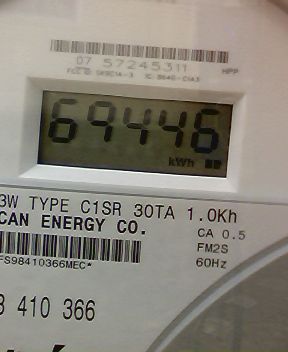 07 57245311
HPP
69446
kWh
3W TYPE C1SR 30TA 1.0Kh
CAN ENERGY CO.
CA 0.5
FM2S
60Hz
FS98410366MEC*
3 410 366